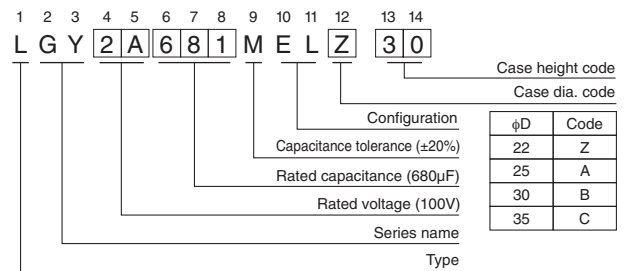 1 2 3 4 5 6 7 8 9 10 11 12 13 14
L G Y 2 A 6 8 1 M E L Z 3 0
Case height code
Case dia. code
Configuration
Capacitance tolerance (±20%)
Rated capacitance (680µF)
Rated voltage (100V)
Series name
Type
ϕD Code
22 Z
25 A
30 B
35 C